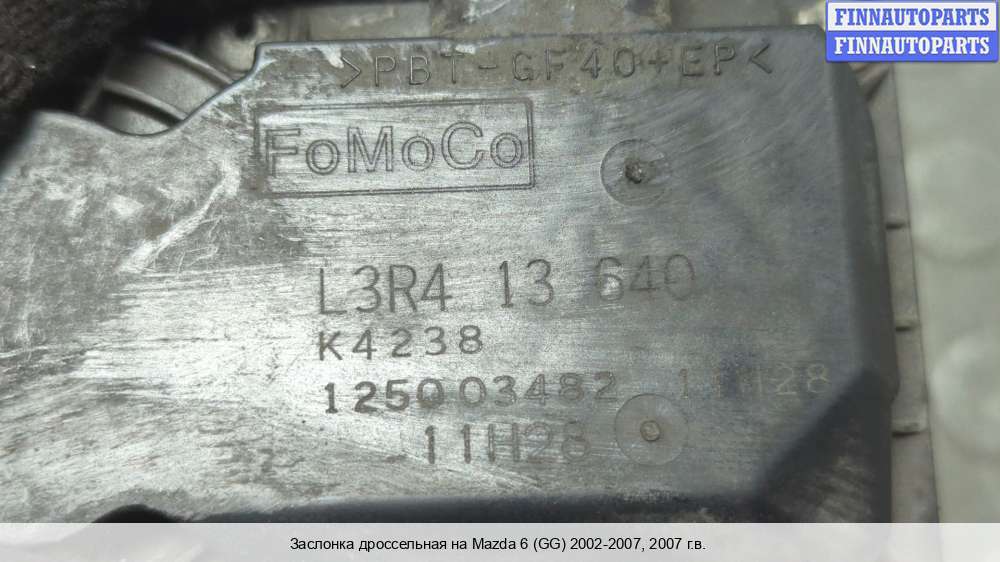 FINNAUTOPARTS
FINNAUTOPARTS
>PBT-GF40+EP<
FoMoCo
L3R4 13 640
K4238
125003482 11H28
11H28
Заслонка дроссельная на Mazda 6 (GG) 2002-2007, 2007 г.в.